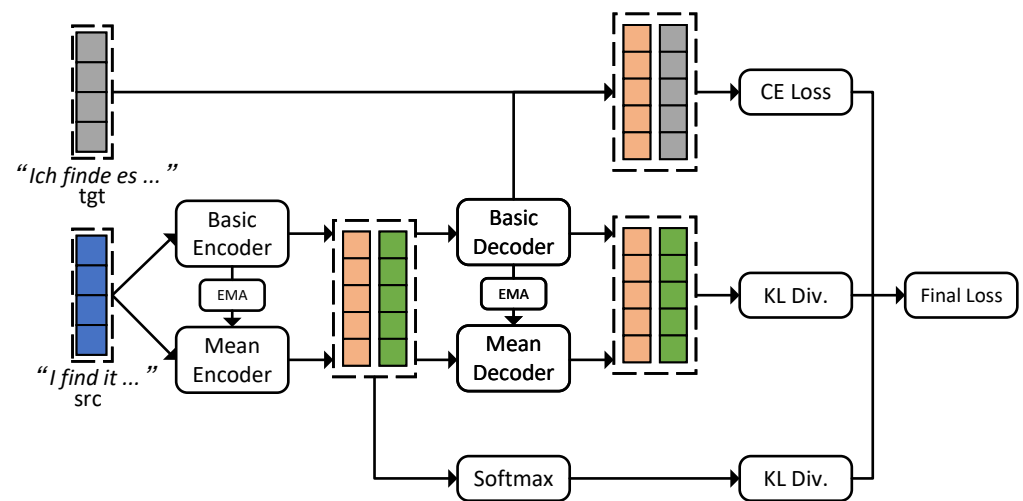 “Ich finde es ...”
tgt
CE Loss
Basic
Encoder
EMA
Mean
Encoder
Basic
Decoder
EMA
Mean
Decoder
KL Div.
Final Loss
“I find it ...”
src
Softmax
KL Div.